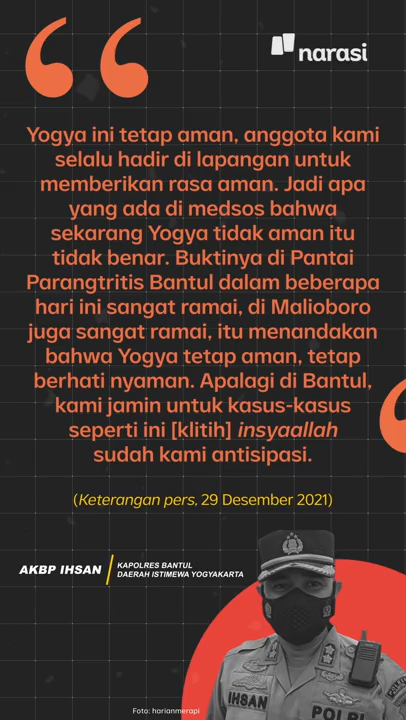 narasi
Yogya ini tetap aman, anggota kami
selalu hadir di lapangan untuk
memberikan rasa aman. Jadi apa
yang ada di medsos bahwa
sekarang Yogya tidak aman itu
tidak benar. Buktinya di Pantai
Parangtritis Bantul dalam beberapa
hari ini sangat ramai, di Malioboro
juga sangat ramai, itu menandakan
bahwa Yogya tetap aman, tetap
berhati nyaman. Apalagi di Bantul,
kami jamin untuk kasus-kasus
seperti ini [klitih] insyaallah
sudah kami antisipasi.
(Keterangan pers, 29 Desember 2021)
AKBP IHSAN
KAPOLRES BANTUL
DAERAH ISTIMEWA YOGYAKARTA
IHSAN
POLRI
Foto: harianmerapi